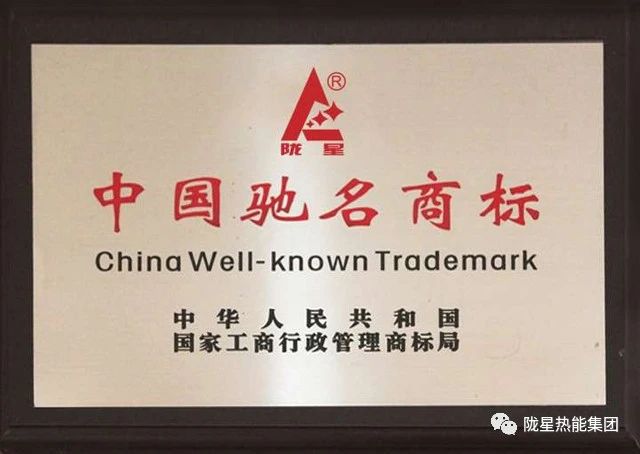 ®
陇星
中国驰名商标
China Well-known Trademark
中华人民共和国
国家工商行政管理商标局
陇星热能集团